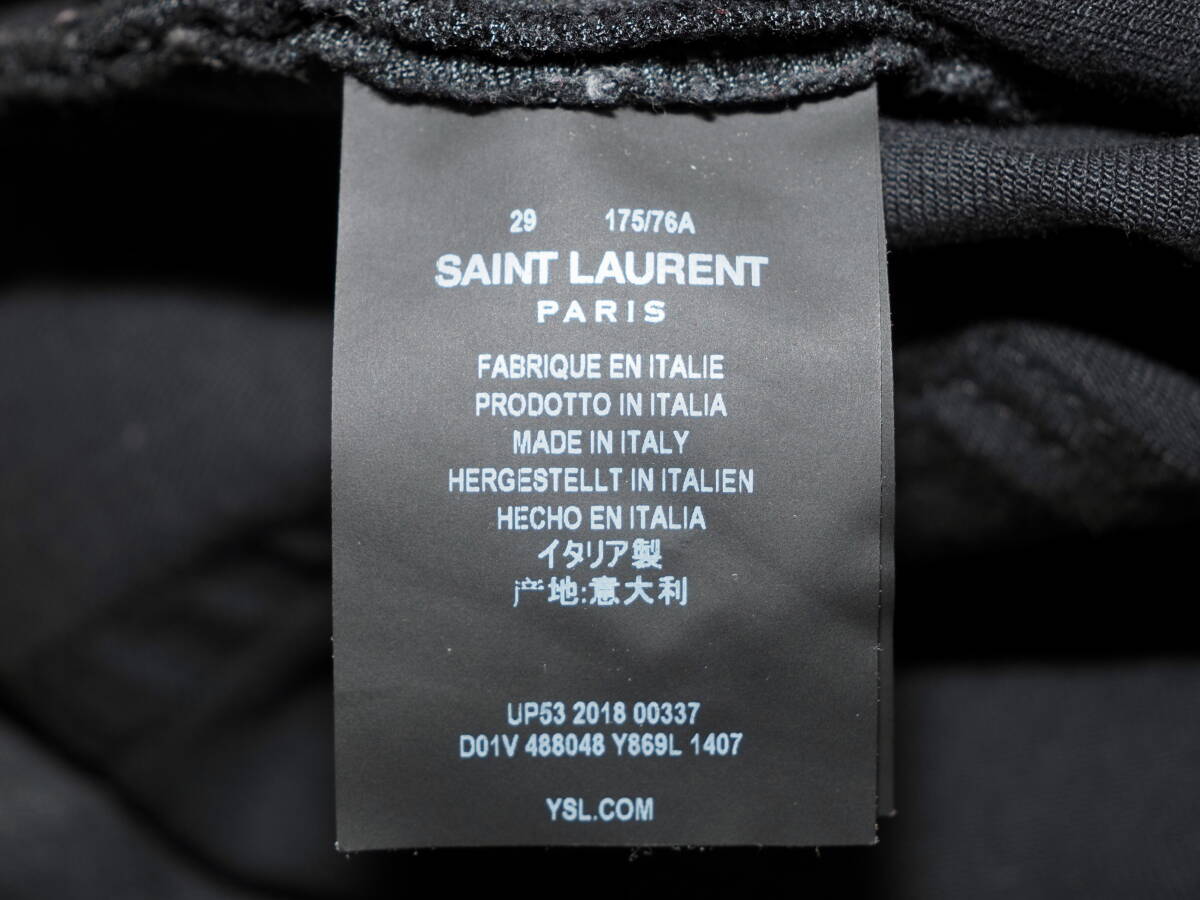 29 175/76A
SAINT LAURENT
PARIS
FABRIQUE EN ITALIE
PRODOTTO IN ITALIA
MADE IN ITALY
HERGESTELLT IN ITALIEN
HECHO EN ITALIA
イタリア製
产地:意大利
UP53 2018 00337
D01V 488048 Y869L 1407
YSL.COM